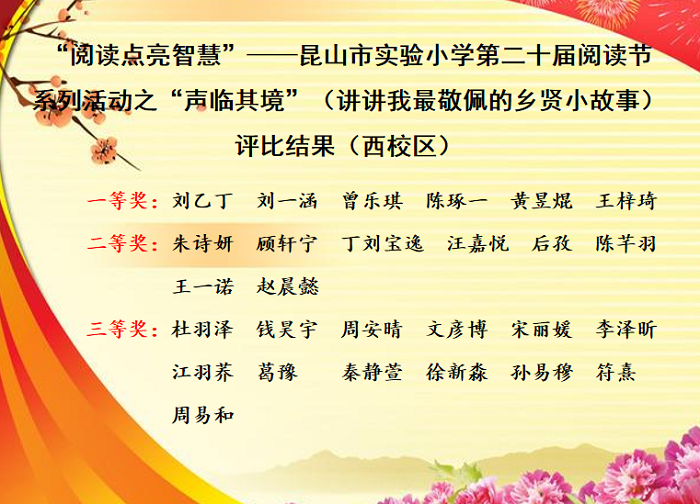 “阅读点亮智慧”——昆山市实验小学第二十届阅读节
系列活动之“声临其境”（讲讲我最敬佩的乡贤小故事）
评比结果（西校区）
一等奖：刘乙丁 刘一涵 曾乐琪 陈琢一 黄昱焜 王梓琦
二等奖：朱诗妍 顾轩宁 丁刘宝逸 汪嘉悦 后孜 陈芊羽
王一诺 赵晨懿
三等奖：杜羽泽 钱昊宇 周安晴 文彦博 宋丽媛 李泽昕
江羽荞 葛豫 秦静萱 徐新淼 孙易穆 符熹
周易和